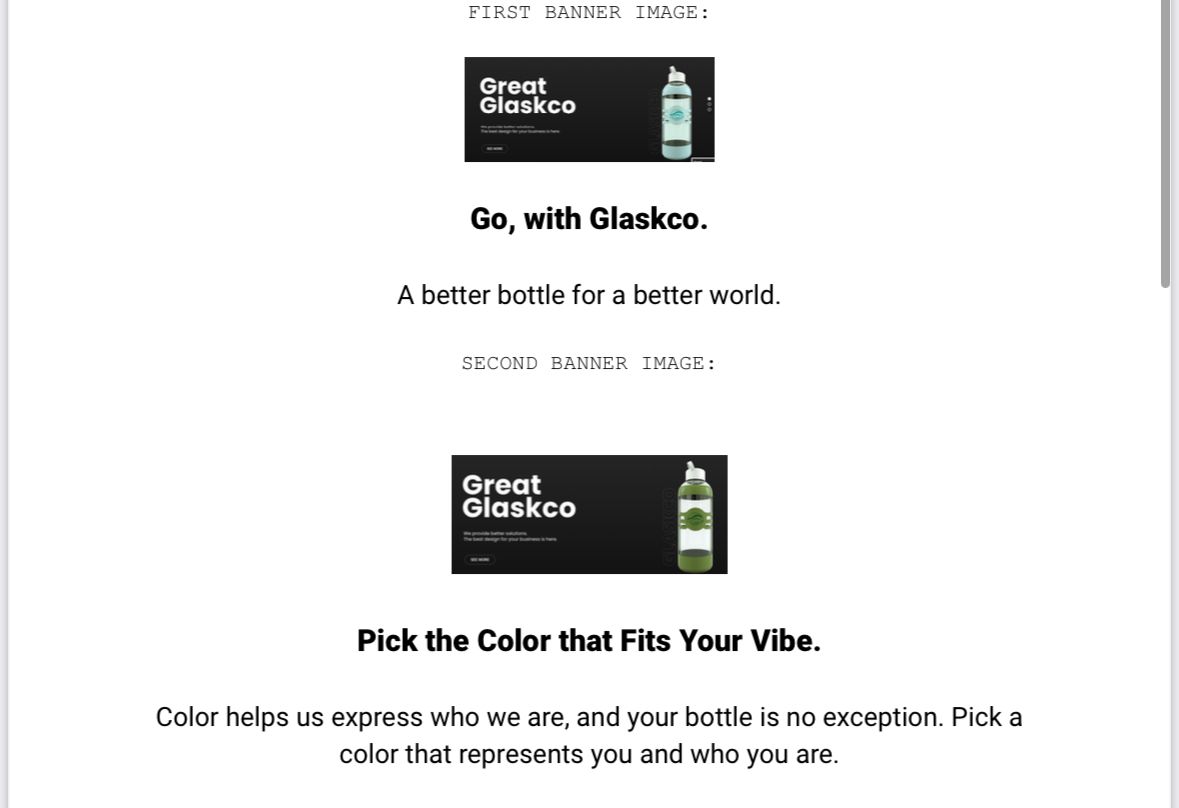 FIRST BANNER IMAGE:
Great
Glaskco
We provide better solutions.
The best design for your business is here.
SEE MORE
Go, with Glaskco.
A better bottle for a better world.
SECOND BANNER IMAGE:
Great
Glaskco
We provide better solutions.
The best design for your business is here.
SEE MORE
GLASKCO
Pick the Color that Fits Your Vibe.
Color helps us express who we are, and your bottle is no exception. Pick a
color that represents you and who you are.